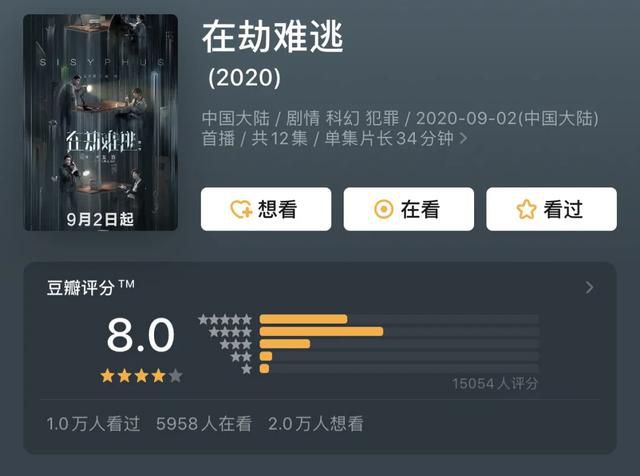 在劫难逃
(2020)
中国大陆 / 剧情 科幻 犯罪 / 2020-09-02(中国大陆)
首播 / 共12集 / 单集片长34分钟
SISYPHUS
在劫难逃
9月2日起
想看
在看
看过
豆瓣评分™
8.0
15054人评分
1.0万人看过 5958人在看 2.0万人想看